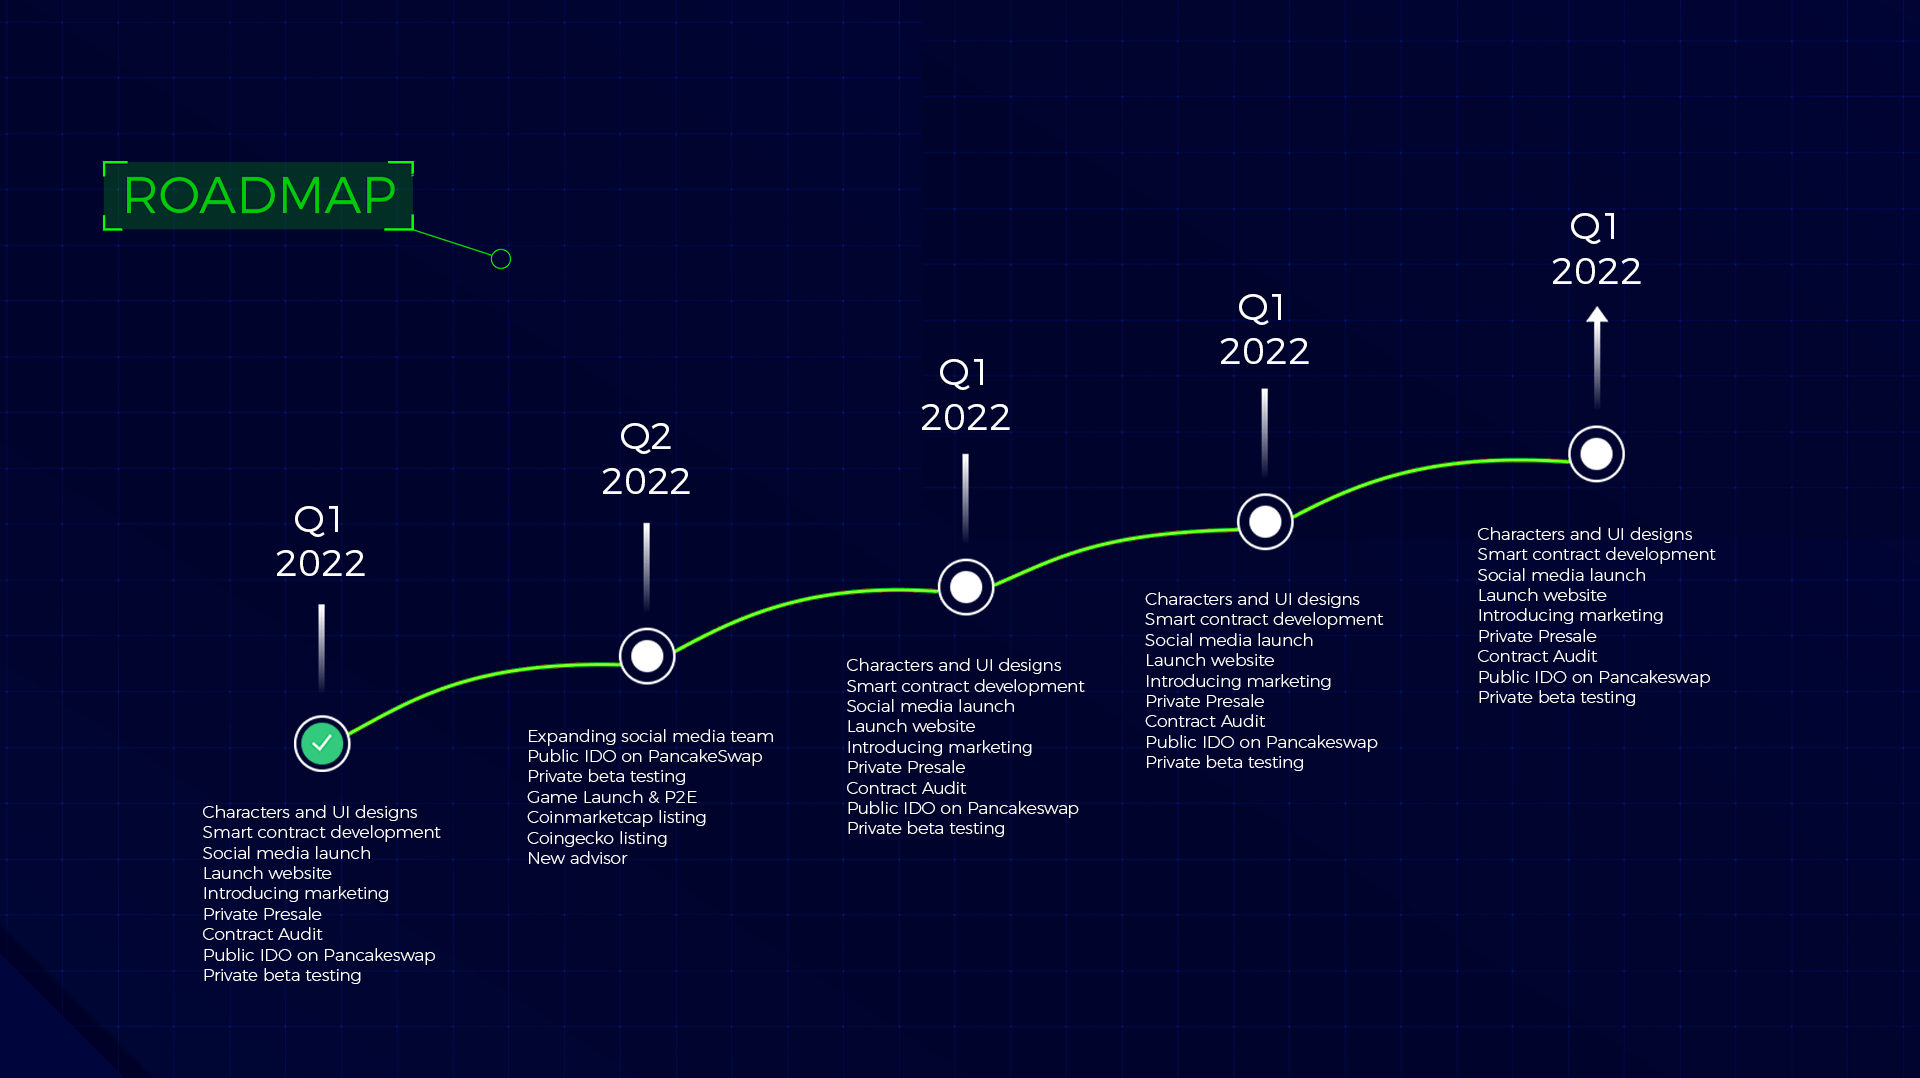 ROADMAP
Q1
2022
Characters and UI designs
Smart contract development
Social media launch
Launch website
Introducing marketing
Private Presale
Contract Audit
Public IDO on Pancakeswap
Private beta testing
Q2
2022
Expanding social media team
Public IDO on PancakeSwap
Private beta testing
Game Launch & P2E
Coinmarketcap listing
Coingecko listing
New advisor
Q1
2022
Characters and UI designs
Smart contract development
Social media launch
Launch website
Introducing marketing
Private Presale
Contract Audit
Public IDO on Pancakeswap
Private beta testing
Q1
2022
Characters and UI designs
Smart contract development
Social media launch
Launch website
Introducing marketing
Private Presale
Contract Audit
Public IDO on Pancakeswap
Private beta testing
Q1
2022
Characters and UI designs
Smart contract development
Social media launch
Launch website
Introducing marketing
Private Presale
Contract Audit
Public IDO on Pancakeswap
Private beta testing